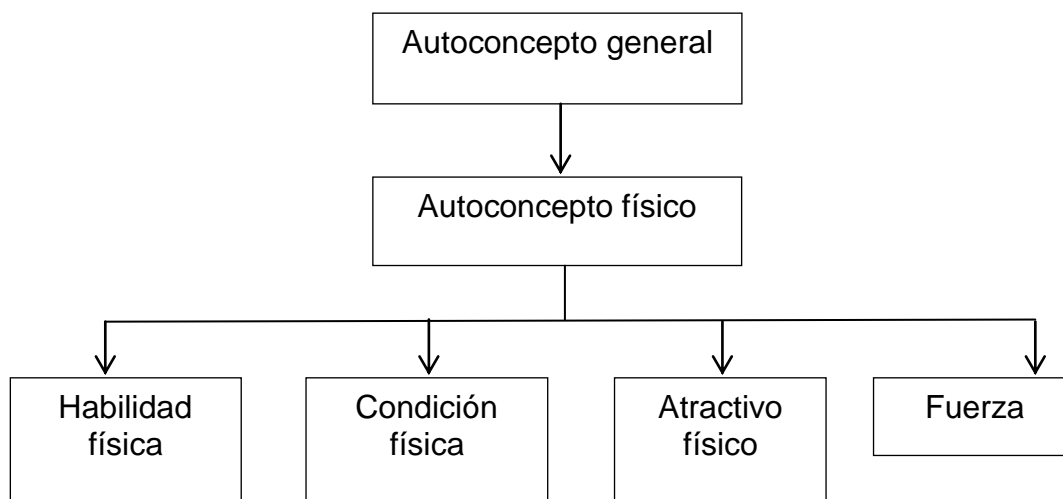 Autoconcepto general
Autoconcepto físico
Habilidad
física
Condición
física
Atractivo
físico
Fuerza